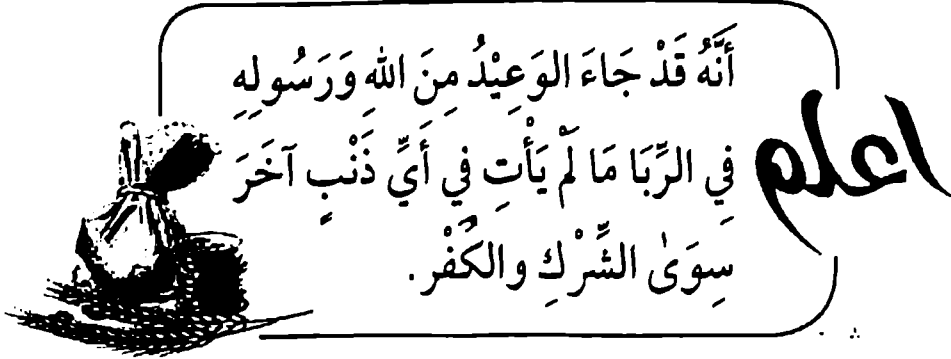 اعلم
أَنَّهُ قَدْ جَاءَ الوَعِيْدُ مِنَ اللهِ وَرَسُولِهِ
فِي الرِّبَا مَا لَمْ يَأْتِ فِي أَيِّ ذَنْبٍ آخَرَ
سِوَىٰ الشِّرْكِ والكُفْرِ.